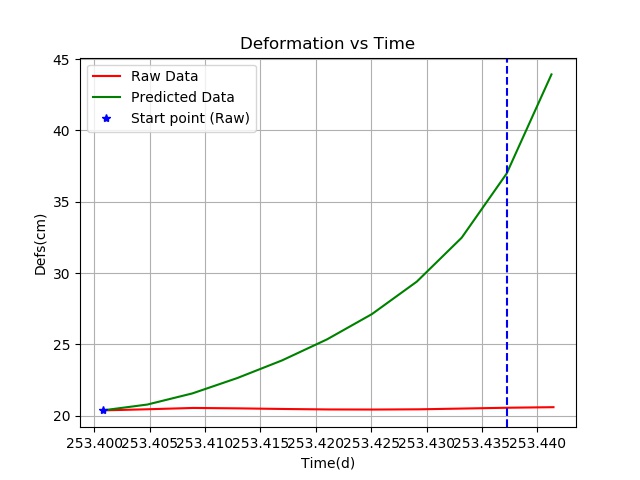 Deformation vs Time
45
40
35
30
25
20
Defs(cm)
Raw Data
Predicted Data
Start point (Raw)
253.400 253.405 253.410 253.415 253.420 253.425 253.430 253.435 253.440
Time(d)